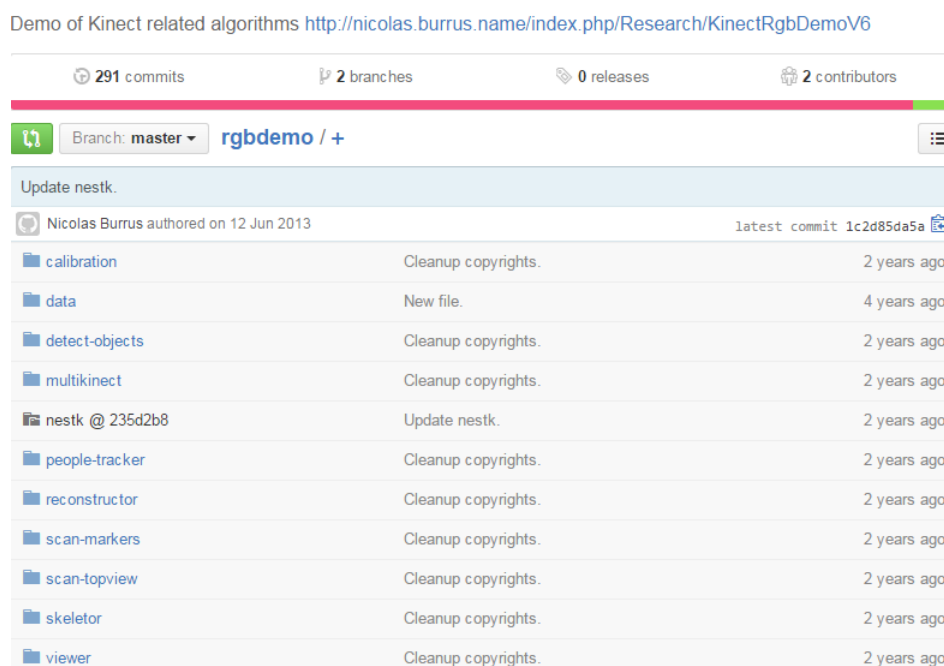 Demo of Kinect related algorithms http://nicolas.burrus.name/index.php/Research/KinectRgbDemoV6
291 commits 2 branches 0 releases 2 contributors
Branch: master rgbdemo / +
Update nestk.
Nicolas Burrus authored on 12 Jun 2013 latest commit 1c2d85da5a
calibration Cleanup copyrights. 2 years ago
data New file. 4 years ago
detect-objects Cleanup copyrights. 2 years ago
multikinect Cleanup copyrights. 2 years ago
nestk @ 235d2b8 Update nestk. 2 years ago
people-tracker Cleanup copyrights. 2 years ago
reconstructor Cleanup copyrights. 2 years ago
scan-markers Cleanup copyrights. 2 years ago
scan-topview Cleanup copyrights. 2 years ago
skeletor Cleanup copyrights. 2 years ago
viewer Cleanup copyrights. 2 years ago